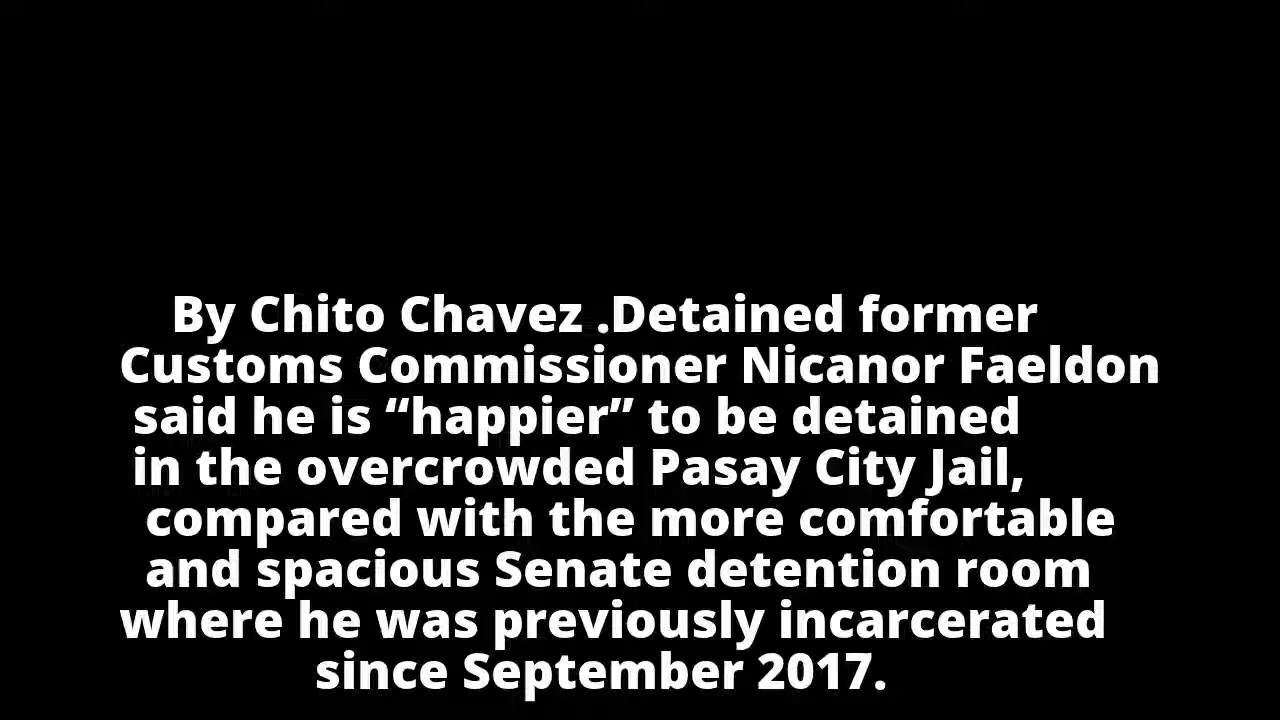 By Chito Chavez .Detained former
Customs Commissioner Nicanor Faeldon
said he is “happier” to be detained
in the overcrowded Pasay City Jail,
compared with the more comfortable
and spacious Senate detention room
where he was previously incarcerated
since September 2017.